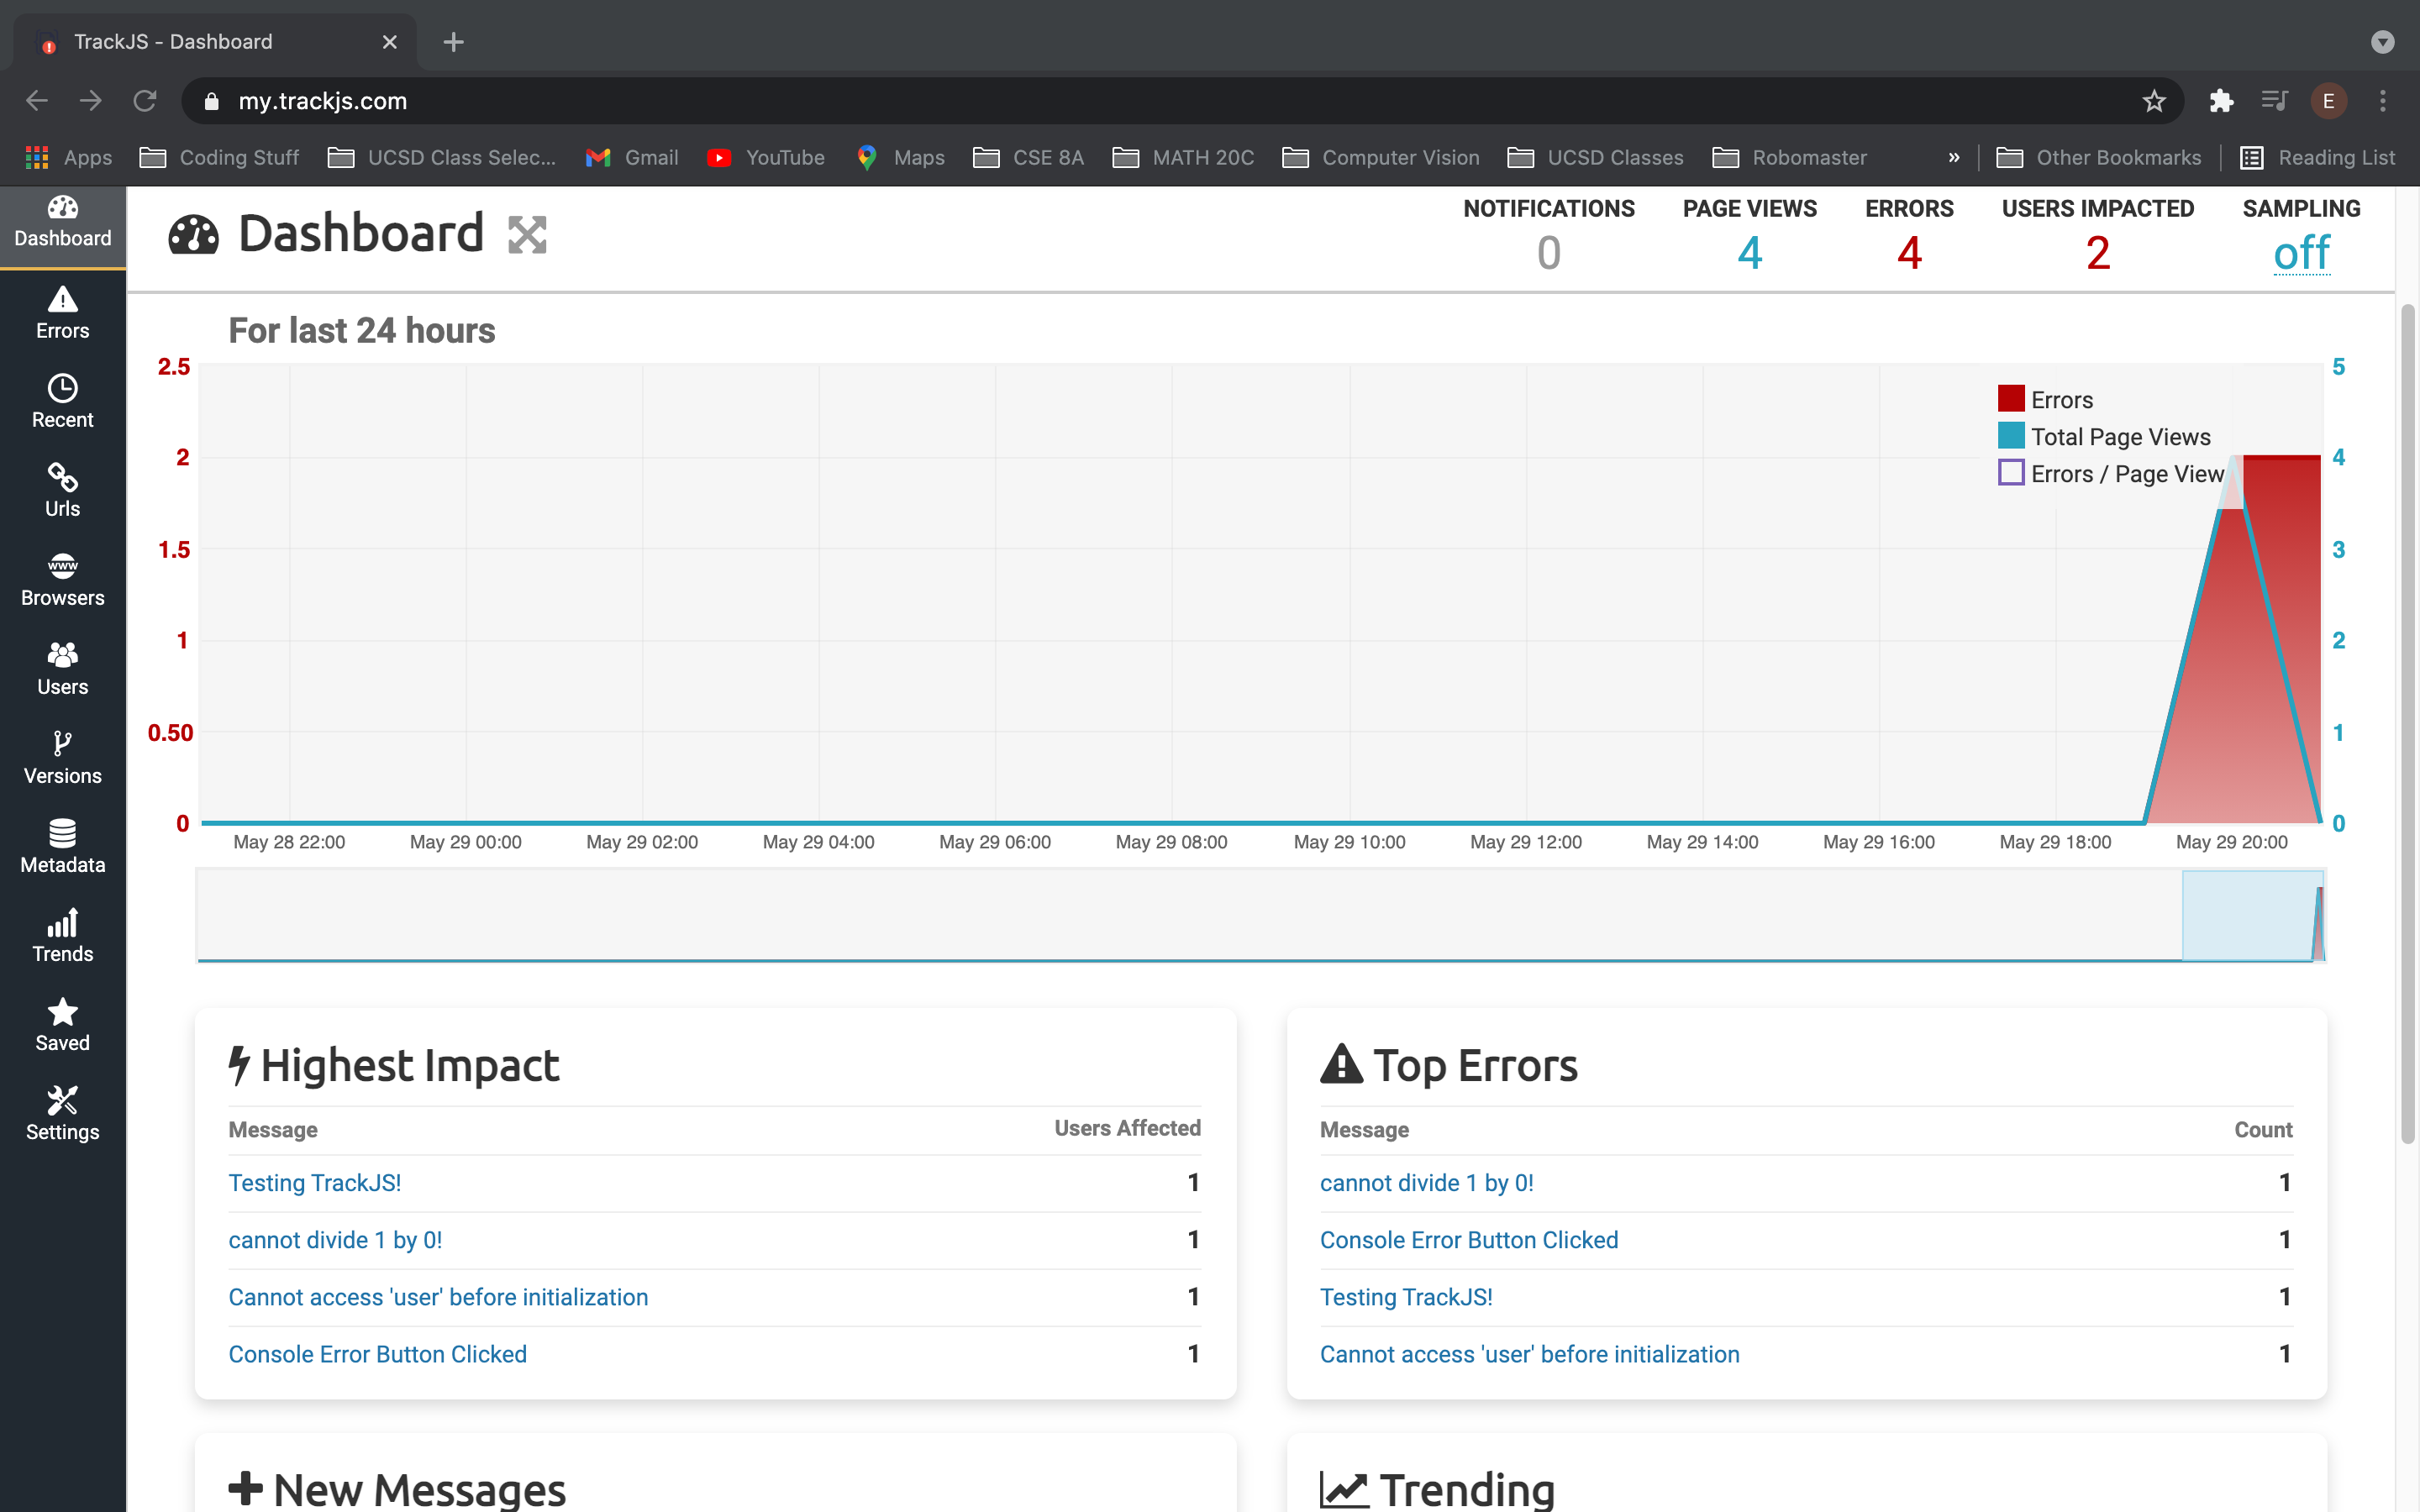 TrackJS - Dashboard
my.trackjs.com
E
Apps
Coding Stuff
UCSD Class Selec...
Gmail
YouTube
Maps
CSE 8A
MATH 20C
Computer Vision
UCSD Classes
Robomaster
»
Other Bookmarks
Reading List
Dashboard
Errors
Recent
Urls
www
Browsers
Users
Versions
Metadata
Trends
Saved
Settings
Dashboard
NOTIFICATIONS
0
PAGE VIEWS
4
ERRORS
4
USERS IMPACTED
2
SAMPLING
off
For last 24 hours
2.5
2
1.5
1
0.50
0
5
4
3
2
1
0
Errors
Total Page Views
Errors / Page View
May 28 22:00
May 29 00:00
May 29 02:00
May 29 04:00
May 29 06:00
May 29 08:00
May 29 10:00
May 29 12:00
May 29 14:00
May 29 16:00
May 29 18:00
May 29 20:00
Highest Impact
Message Users Affected
Testing TrackJS! 1
cannot divide 1 by 0! 1
Cannot access 'user' before initialization 1
Console Error Button Clicked 1
Top Errors
Message Count
cannot divide 1 by 0! 1
Console Error Button Clicked 1
Testing TrackJS! 1
Cannot access 'user' before initialization 1
New Messages
Trending